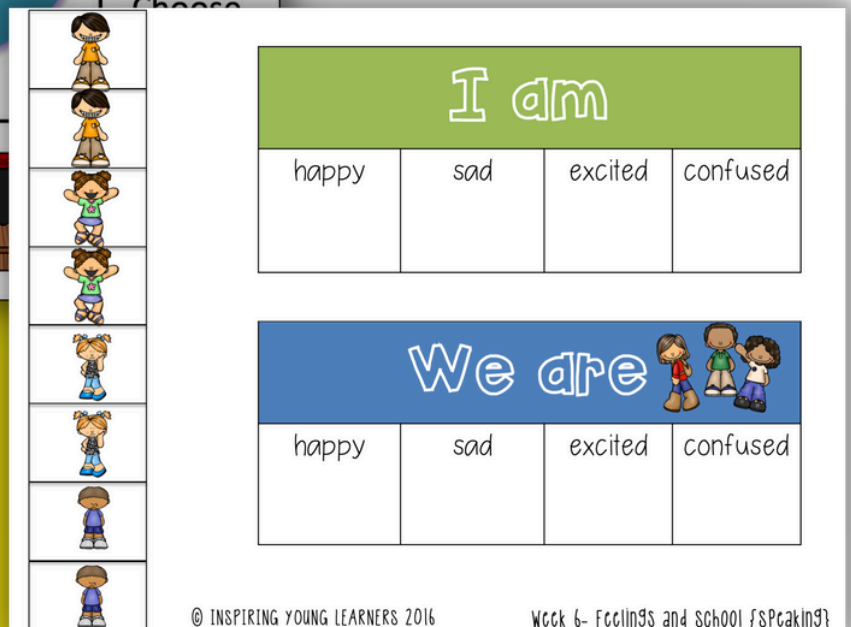 Choose
I am
happy sad excited confused
We are
happy sad excited confused
© INSPIRING YOUNG LEARNERS 2016 Week 6- Feelings and School {Speaking}